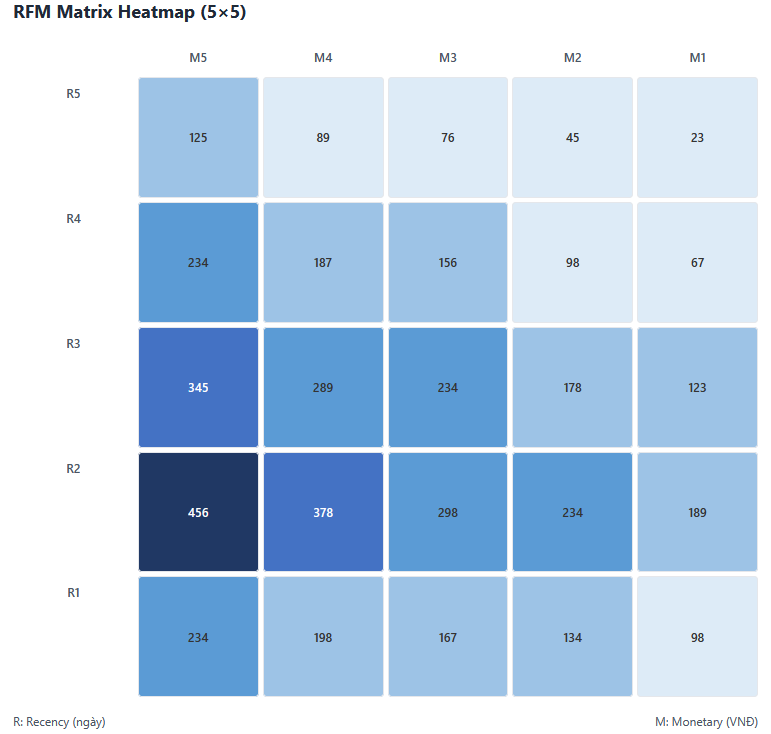 RFM Matrix Heatmap (5×5)
M5 M4 M3 M2 M1
R5 125 89 76 45 23
R4 234 187 156 98 67
R3 345 289 234 178 123
R2 456 378 298 234 189
R1 234 198 167 134 98
R: Recency (ngày) M: Monetary (VNĐ)